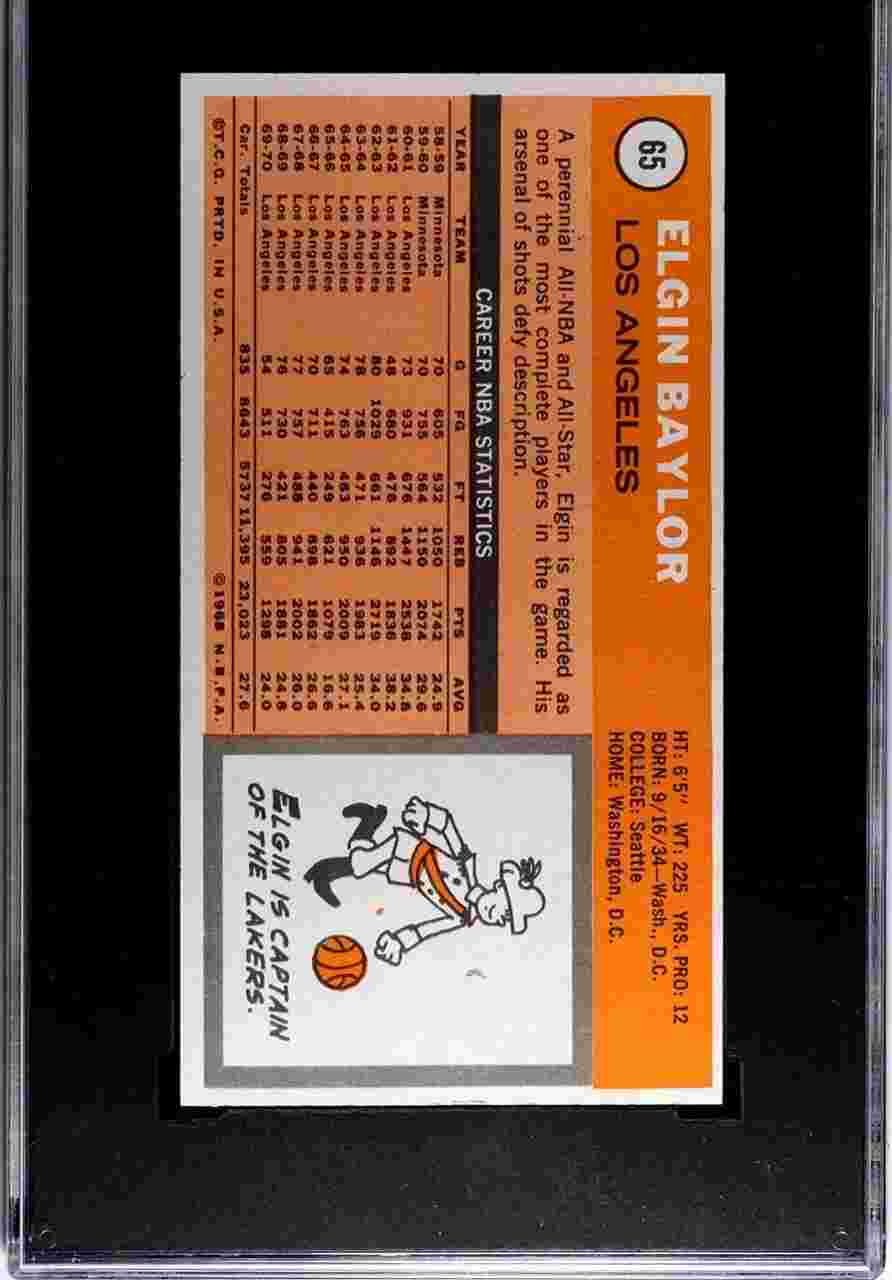 65
ELGIN BAYLOR
LOS ANGELES
HT: 6'5" WT: 225 YRS. PRO: 12
BORN: 9/16/34—Wash., D.C.
COLLEGE: Seattle
HOME: Washington, D.C.
A perennial All-NBA and All-Star, Elgin is regarded as
one of the most complete players in the game. His
arsenal of shots defy description.
CAREER NBA STATISTICS
YEAR TEAM G FG FT REB PTS AVG
58-59 Minnesota 70 605 532 1050 1742 24.9
59-60 Minnesota 70 755 564 1150 2074 29.6
60-61 Los Angeles 73 931 676 1447 2538 34.8
61-62 Los Angeles 48 680 476 892 1836 38.2
62-63 Los Angeles 80 1029 661 1146 2719 34.0
63-64 Los Angeles 78 756 471 936 1983 25.4
64-65 Los Angeles 74 763 483 950 2009 27.1
65-66 Los Angeles 65 415 249 621 1079 16.6
66-67 Los Angeles 70 711 440 898 1862 26.6
67-68 Los Angeles 77 757 488 941 2002 26.0
68-69 Los Angeles 76 730 421 805 1881 24.8
69-70 Los Angeles 54 511 276 559 1298 24.0
Car. Totals 835 8643 5737 11,395 23,023 27.6
©T.C.G. PRTD. IN U.S.A. ©1968 N.B.P.A.
ELGIN IS CAPTAIN
OF THE LAKERS.